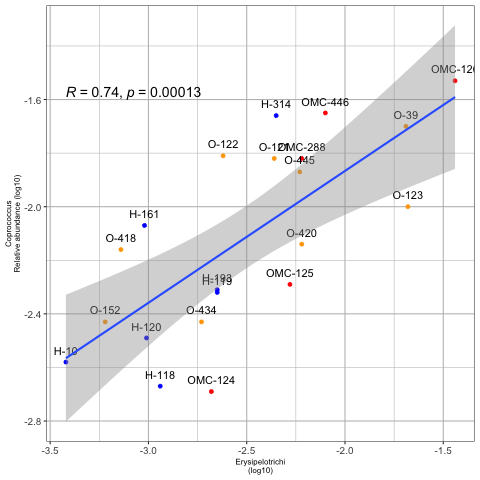 OMC-126
R = 0.74, p = 0.00013
H-314
OMC-446
O-39
O-122
O-121
OMC-288
O-445
O-123
H-161
O-418
O-420
OMC-125
H-193
H-119
O-152
O-434
H-120
H-10
H-118
OMC-124
-1.6
-2.0
-2.4
-2.8
-3.5
-3.0
-2.5
-2.0
-1.5
Coprococcus
Relative abundance (log10)
Erysipelotrichi
(log10)